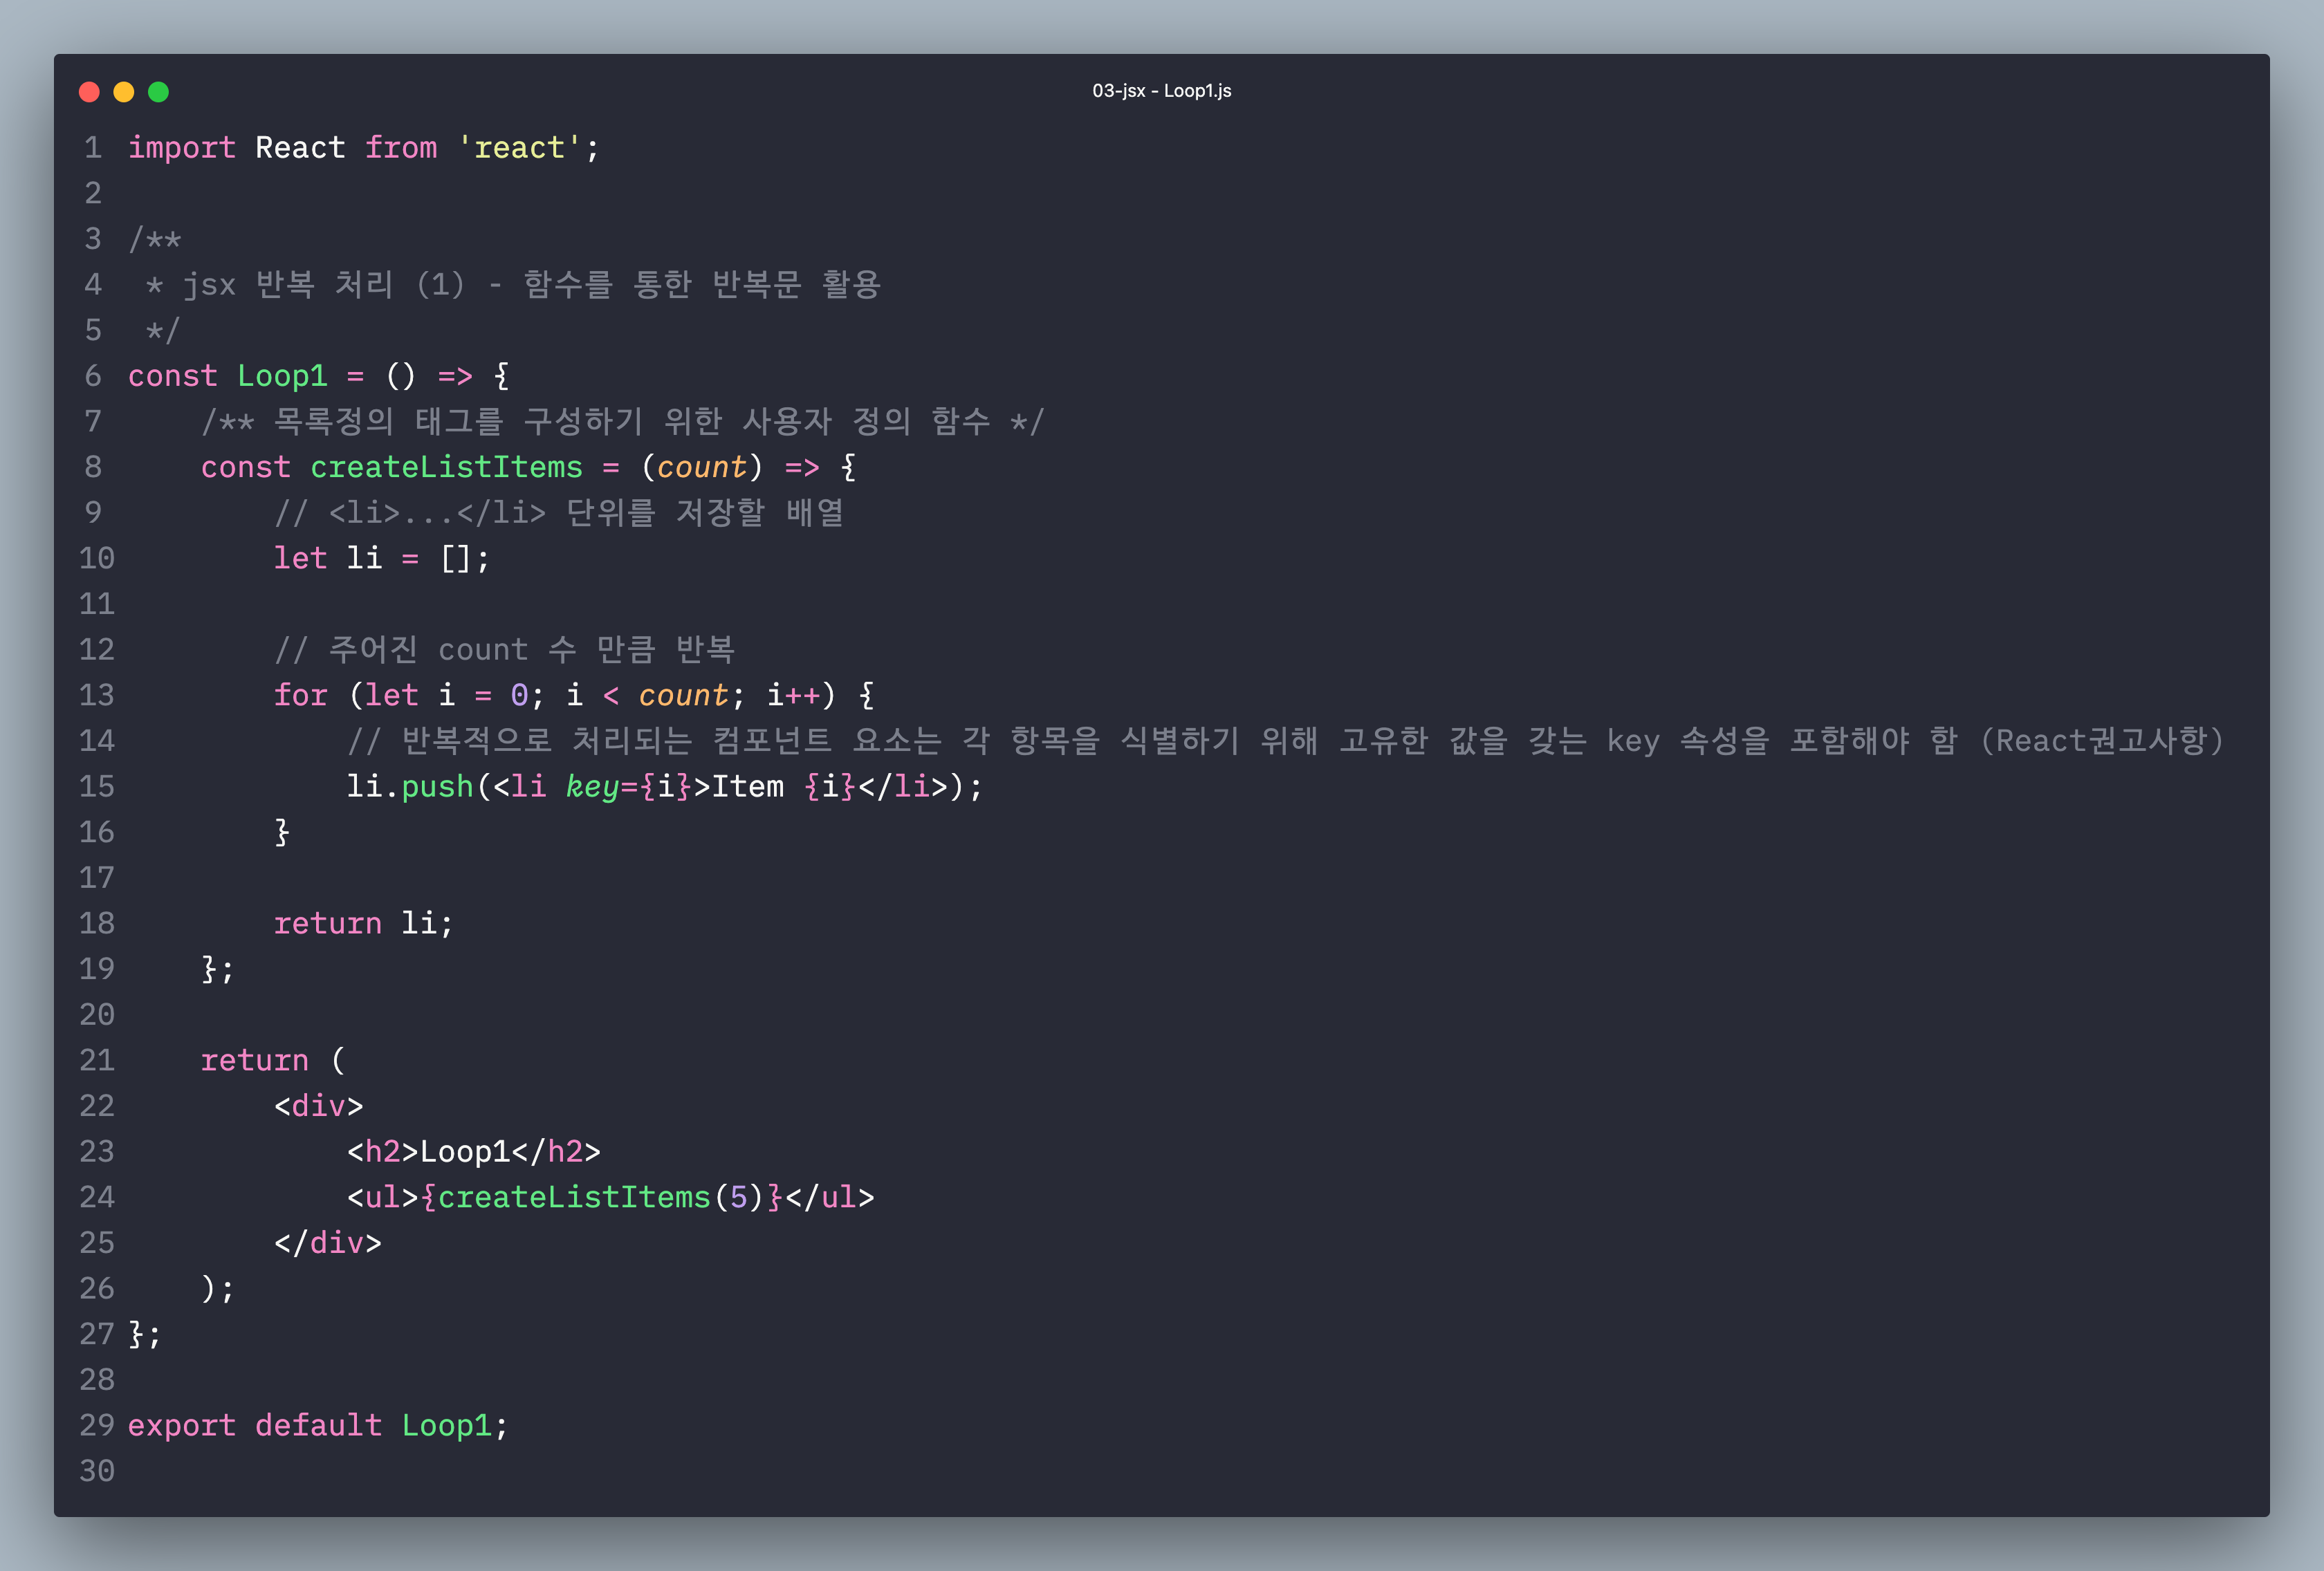 03-jsx - Loop1.js
1 import React from 'react';
2
3 /**
4  * jsx 반복 처리 (1) - 함수를 통한 반복문 활용
5  */
6 const Loop1 = () => {
7     /** 목록정의 태그를 구성하기 위한 사용자 정의 함수 */
8     const createListItems = (count) => {
9         // <li>...</li> 단위를 저장할 배열
10         let li = [];
11
12         // 주어진 count 수 만큼 반복
13         for (let i = 0; i < count; i++) {
14             // 반복적으로 처리되는 컴포넌트 요소는 각 항목을 식별하기 위해 고유한 값을 갖는 key 속성을 포함해야 함 (React권고사항)
15             li.push(<li key={i}>Item {i}</li>);
16         }
17
18         return li;
19     };
20
21     return (
22         <div>
23             <h2>Loop1</h2>
24             <ul>{createListItems(5)}</ul>
25         </div>
26     );
27 };
28
29 export default Loop1;
30